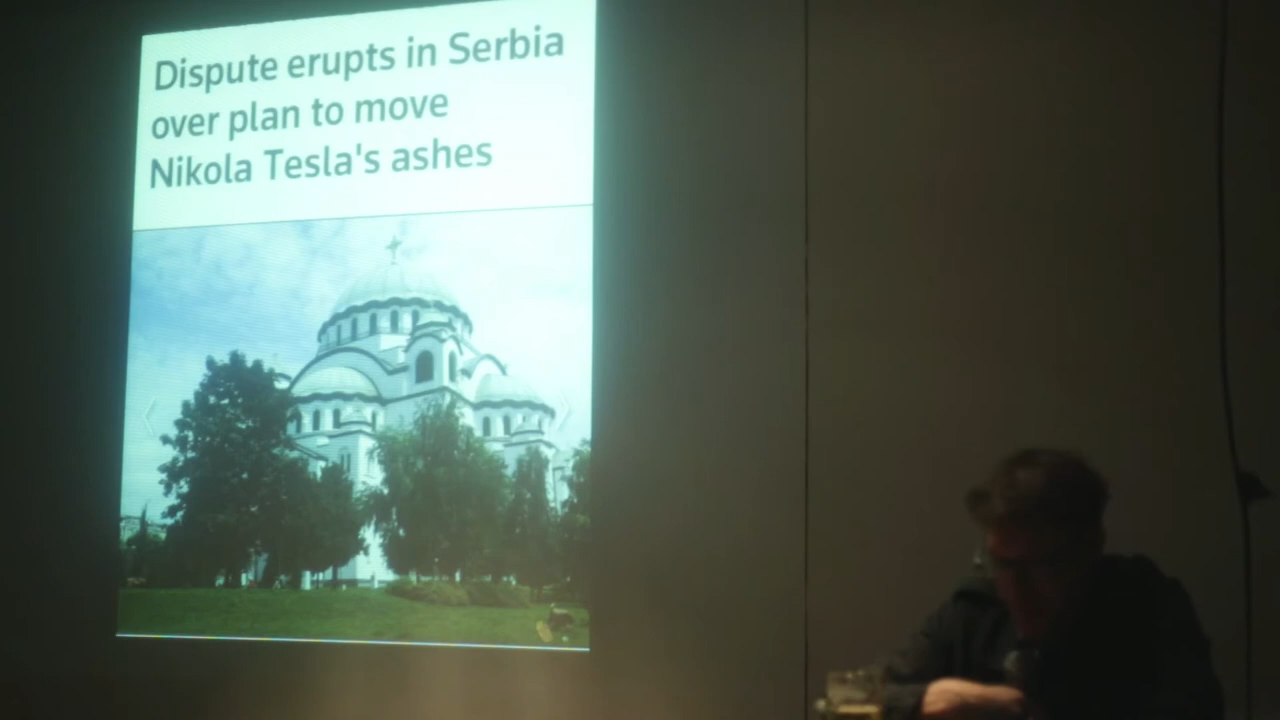 Dispute erupts in Serbia
over plan to move
Nikola Tesla's ashes